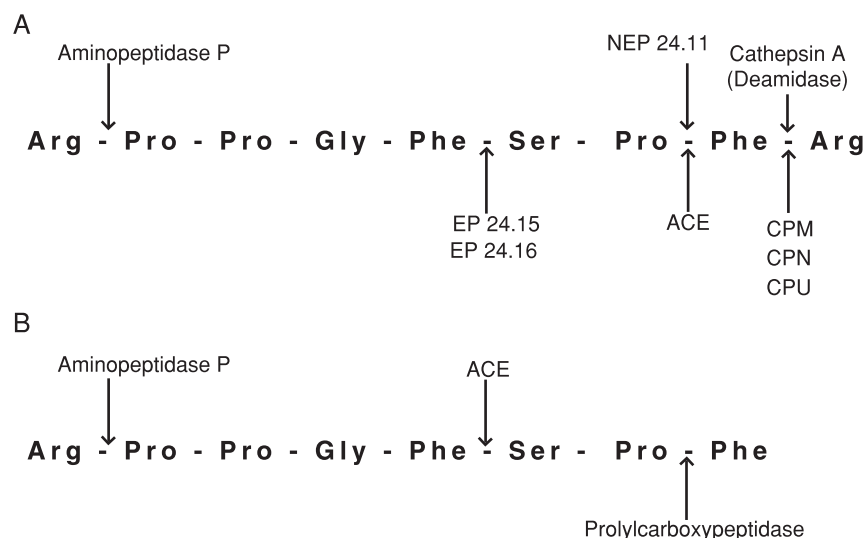 A
Aminopeptidase P
NEP 24.11
Cathepsin A
(Deamidase)
Arg - Pro - Pro - Gly - Phe - Ser - Pro - Phe - Arg
EP 24.15
EP 24.16
ACE
CPM
CPN
CPU
B
Aminopeptidase P
ACE
Arg - Pro - Pro - Gly - Phe - Ser - Pro - Phe
Prolylcarboxypeptidase